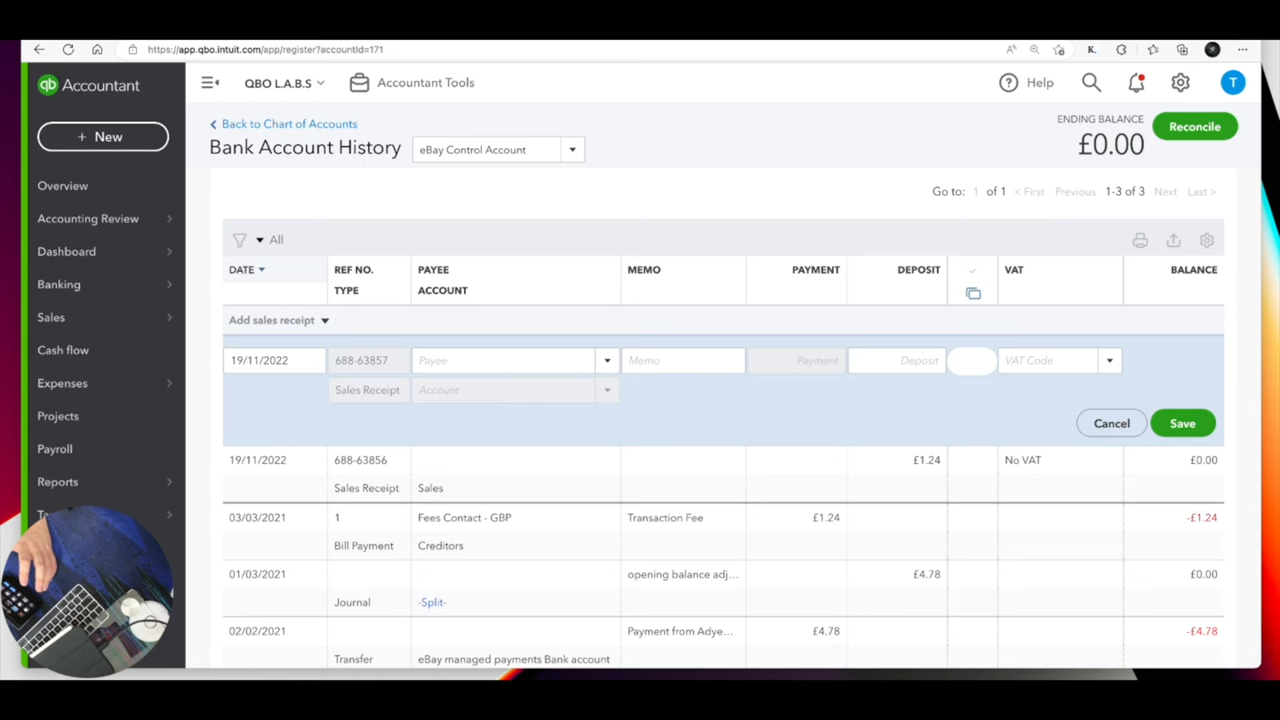 https://app.qbo.intuit.com/app/register?accountId=171
qb Accountant
QBO L.A.B.S
Accountant Tools
Help
T
+ New
Back to Chart of Accounts
Bank Account History
eBay Control Account
ENDING BALANCE
£0.00
Reconcile
Overview
Accounting Review
Dashboard
Banking
Sales
Cash flow
Expenses
Projects
Payroll
Reports
Go to: 1 of 1 < First Previous 1-3 of 3 Next Last >
All
DATE REF NO. PAYEE MEMO PAYMENT DEPOSIT VAT BALANCE
TYPE ACCOUNT
Add sales receipt
19/11/2022 688-63857 Payee Memo Payment Deposit VAT Code
Sales Receipt Account
Cancel Save
19/11/2022 688-63856 £1.24 No VAT £0.00
Sales Receipt Sales
03/03/2021 1 Fees Contact - GBP Transaction Fee £1.24 -£1.24
Bill Payment Creditors
01/03/2021 opening balance adj... £4.78 £0.00
Journal -Split-
02/02/2021 Payment from Adye... £4.78 -£4.78
Transfer eBay managed payments Bank account